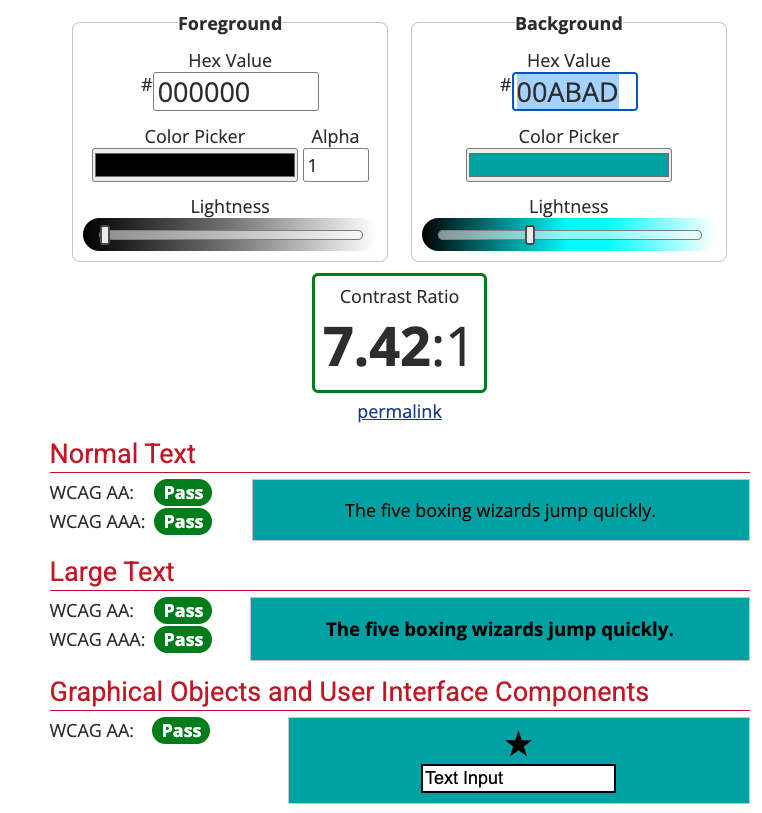 Foreground
Hex Value
#000000
Color Picker
Alpha
1
Lightness
Background
Hex Value
#00ABAD
Color Picker
Lightness
Contrast Ratio
7.42:1
permalink
Normal Text
WCAG AA: Pass
WCAG AAA: Pass
The five boxing wizards jump quickly.
Large Text
WCAG AA: Pass
WCAG AAA: Pass
The five boxing wizards jump quickly.
Graphical Objects and User Interface Components
WCAG AA: Pass
Text Input